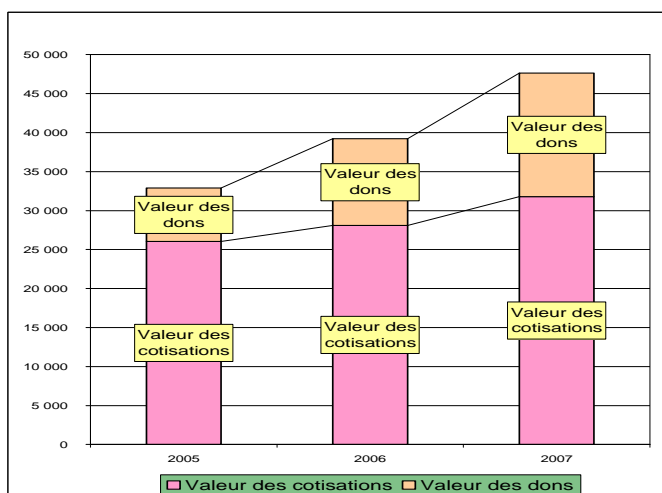 50 000
45 000
40 000
35 000
30 000
25 000
20 000
15 000
10 000
5 000
0
Valeur des
dons
Valeur des
dons
Valeur des
dons
Valeur des
cotisations
Valeur des
cotisations
Valeur des
cotisations
2005
2006
2007
Valeur des cotisations
Valeur des dons